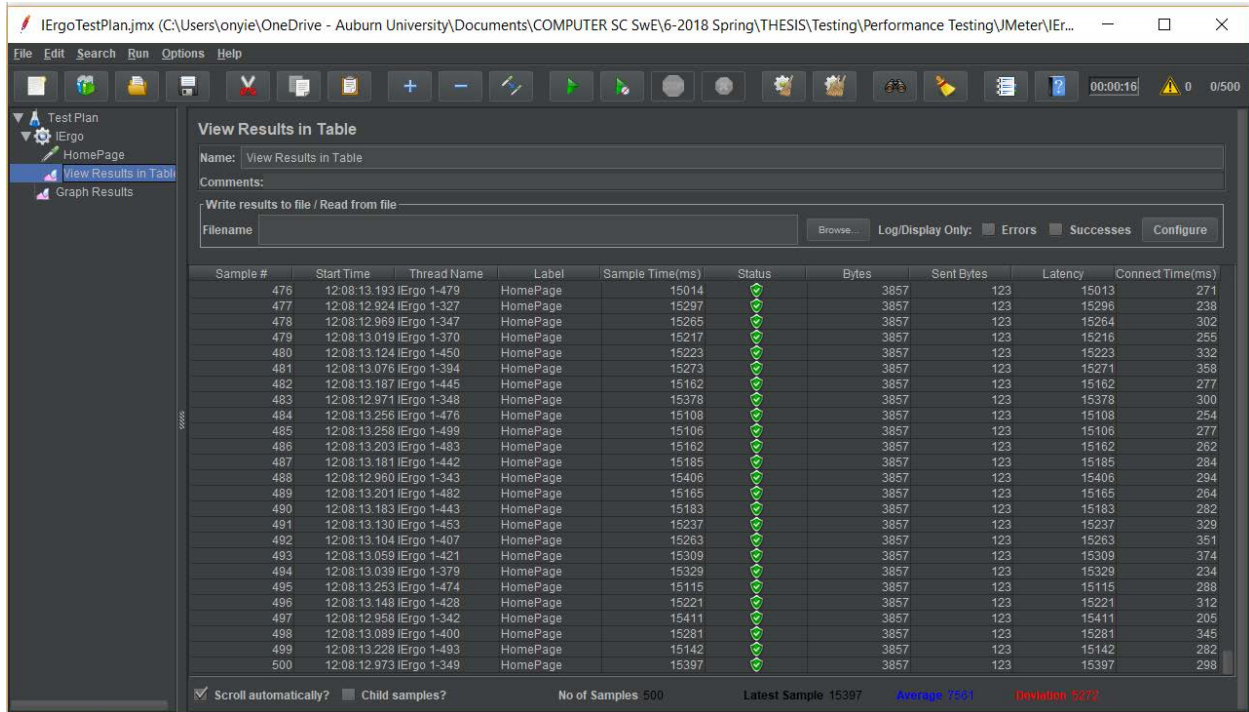 IErgoTestPlan.jmx (C:\Users\onyie\OneDrive - Auburn University\Documents\COMPUTER SC SwE\6-2018 Spring\THESIS\Testing\Performance Testing\JMeter\IEr...
File Edit Search Run Options Help
00:00:16 0 0/500
Test Plan
IErgo
HomePage
View Results in Table
Graph Results
View Results in Table
Name: View Results in Table
Comments:
Write results to file / Read from file
Filename Browse... Log/Display Only: Errors Successes Configure
Sample # Start Time Thread Name Label Sample Time(ms) Status Bytes Sent Bytes Latency Connect Time(ms)
476 12:08:13.193 IErgo 1-479 HomePage 15014 3857 123 15013 271
477 12:08:12.924 IErgo 1-327 HomePage 15297 3857 123 15296 238
478 12:08:12.969 IErgo 1-347 HomePage 15265 3857 123 15264 302
479 12:08:13.019 IErgo 1-370 HomePage 15217 3857 123 15216 255
480 12:08:13.124 IErgo 1-450 HomePage 15223 3857 123 15223 332
481 12:08:13.076 IErgo 1-394 HomePage 15273 3857 123 15271 358
482 12:08:13.187 IErgo 1-445 HomePage 15162 3857 123 15162 277
483 12:08:12.971 IErgo 1-348 HomePage 15378 3857 123 15378 300
484 12:08:13.256 IErgo 1-476 HomePage 15108 3857 123 15108 254
485 12:08:13.258 IErgo 1-499 HomePage 15106 3857 123 15106 277
486 12:08:13.203 IErgo 1-483 HomePage 15162 3857 123 15162 262
487 12:08:13.181 IErgo 1-442 HomePage 15185 3857 123 15185 284
488 12:08:12.960 IErgo 1-343 HomePage 15406 3857 123 15406 294
489 12:08:13.201 IErgo 1-482 HomePage 15165 3857 123 15165 264
490 12:08:13.183 IErgo 1-443 HomePage 15183 3857 123 15183 282
491 12:08:13.130 IErgo 1-453 HomePage 15237 3857 123 15237 329
492 12:08:13.104 IErgo 1-407 HomePage 15263 3857 123 15263 351
493 12:08:13.059 IErgo 1-421 HomePage 15309 3857 123 15309 374
494 12:08:13.039 IErgo 1-379 HomePage 15329 3857 123 15329 234
495 12:08:13.253 IErgo 1-474 HomePage 15115 3857 123 15115 288
496 12:08:13.148 IErgo 1-428 HomePage 15221 3857 123 15221 312
497 12:08:12.958 IErgo 1-342 HomePage 15411 3857 123 15411 205
498 12:08:13.089 IErgo 1-400 HomePage 15281 3857 123 15281 345
499 12:08:13.228 IErgo 1-493 HomePage 15142 3857 123 15142 282
500 12:08:12.973 IErgo 1-349 HomePage 15397 3857 123 15397 298
Scroll automatically? Child samples? No of Samples 500 Latest Sample 15397 Average 7561 Deviation 5272